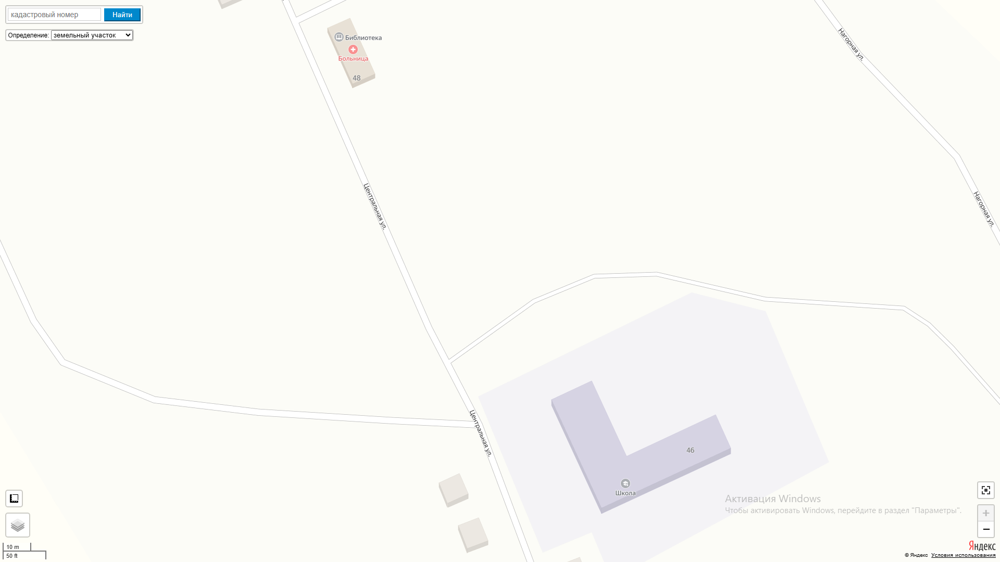 кадастровый номер
Найти
Определение: земельный участок
Библиотека
Больница
48
Нагорная ул.
Центральная ул.
Нагорная ул.
Центральная ул.
46
Школа
Активация Windows
Чтобы активировать Windows, перейдите в раздел "Параметры".
10 m
50 ft
Яндекс
© Яндекс Условия использования